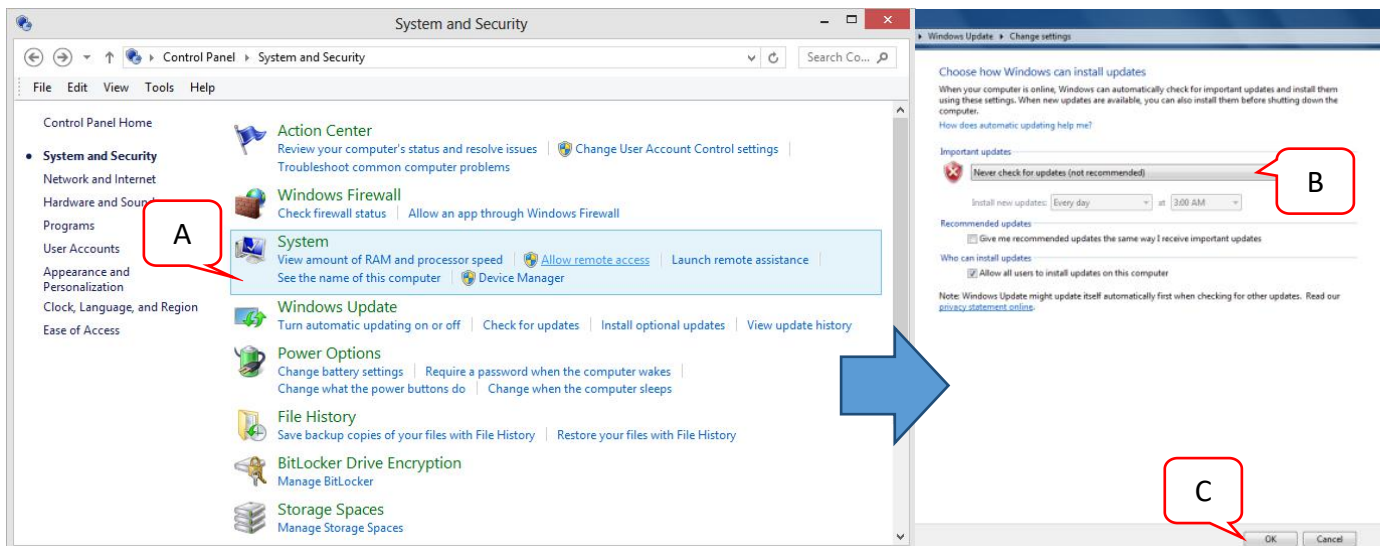 System and Security
Control Panel System and Security
Search Co...
File Edit View Tools Help
Control Panel Home
System and Security
Network and Internet
Hardware and Sound
Programs
User Accounts
Appearance and
Personalization
Clock, Language, and Region
Ease of Access
A
Action Center
Review your computer's status and resolve issues Change User Account Control settings
Troubleshoot common computer problems
Windows Firewall
Check firewall status Allow an app through Windows Firewall
System
View amount of RAM and processor speed Allow remote access Launch remote assistance
See the name of this computer Device Manager
Windows Update
Turn automatic updating on or off Check for updates Install optional updates View update history
Power Options
Change battery settings Require a password when the computer wakes
Change what the power buttons do Change when the computer sleeps
File History
Save backup copies of your files with File History Restore your files with File History
BitLocker Drive Encryption
Manage BitLocker
Storage Spaces
Manage Storage Spaces
Windows Update Change settings
Choose how Windows can install updates
When your computer is online, Windows can automatically check for important updates and install them
using these settings. When new updates are available, you can also install them before shutting down the
computer.
How does automatic updating help me?
Important updates
Never check for updates (not recommended)
B
Install new updates: Every day at 3:00 AM
Recommended updates
Give me recommended updates the same way I receive important updates
Who can install updates
Allow all users to install updates on this computer
Note: Windows Update might update itself automatically first when checking for other updates. Read our
privacy statement online.
C
OK Cancel